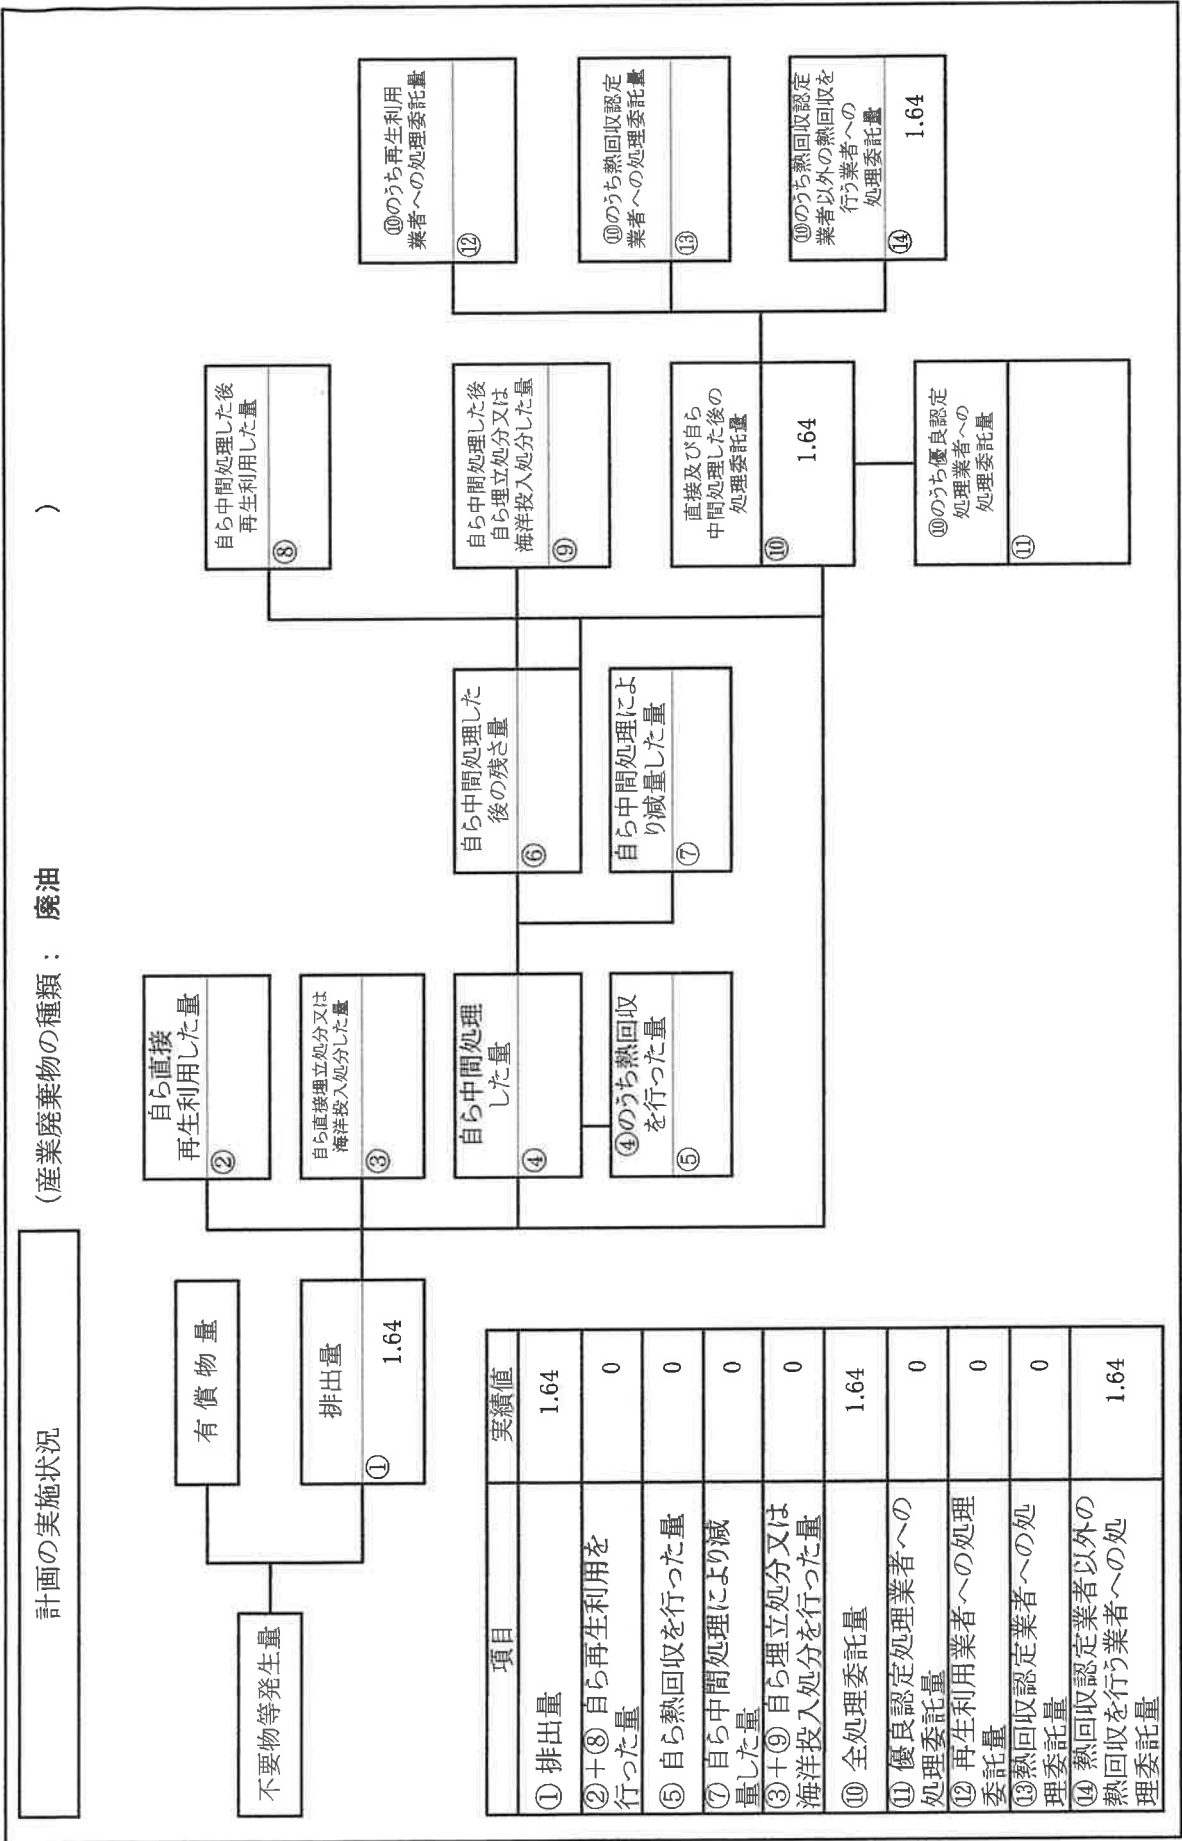 計画の実施状況
(産業廃棄物の種類： 廃油 )
不要物等発生量
有償物量
排出量
①
1.64
自ら直接
再生利用した量
②
自ら直接埋立処分又は
海洋投入処分した量
③
自ら中間処理
した量
④
④のうち熱回収
を行った量
⑤
自ら中間処理した
後の残さ量
⑥
自ら中間処理によ
り減量した量
⑦
自ら中間処理した後
再生利用した量
⑧
自ら中間処理した後
自ら埋立処分又は
海洋投入処分した量
⑨
直接及び自ら
中間処理した後の
処理委託量
⑩
1.64
⑩のうち優良認定
処理業者への
処理委託量
⑪
⑩のうち再生利用
業者への処理委託量
⑫
⑩のうち熱回収認定
業者への処理委託量
⑬
⑩のうち熱回収認定
業者以外の熱回収を
行う業者への
処理委託量
⑭
1.64
項目 実績値
① 排出量 1.64
②＋⑧ 自ら再生利用を
行った量 0
⑤ 自ら熱回収を行った量 0
⑦ 自ら中間処理により減
量した量 0
③＋⑨ 自ら埋立処分又は
海洋投入処分を行った量 0
⑩ 全処理委託量 1.64
⑪ 優良認定処理業者への
処理委託量 0
⑫ 再生利用業者への処理
委託量 0
⑬熱回収認定業者への処
理委託量 0
⑭ 熱回収認定業者以外の
熱回収を行う業者への処
理委託量 1.64